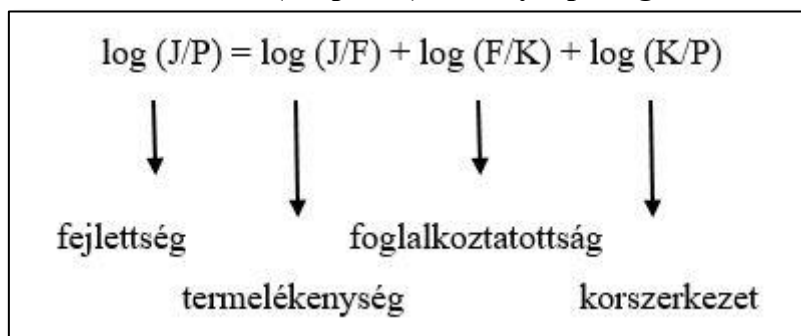 log (J/P) = log (J/F) + log (F/K) + log (K/P)
fejlettség foglalkoztatottság
termelékenység korszerkezet